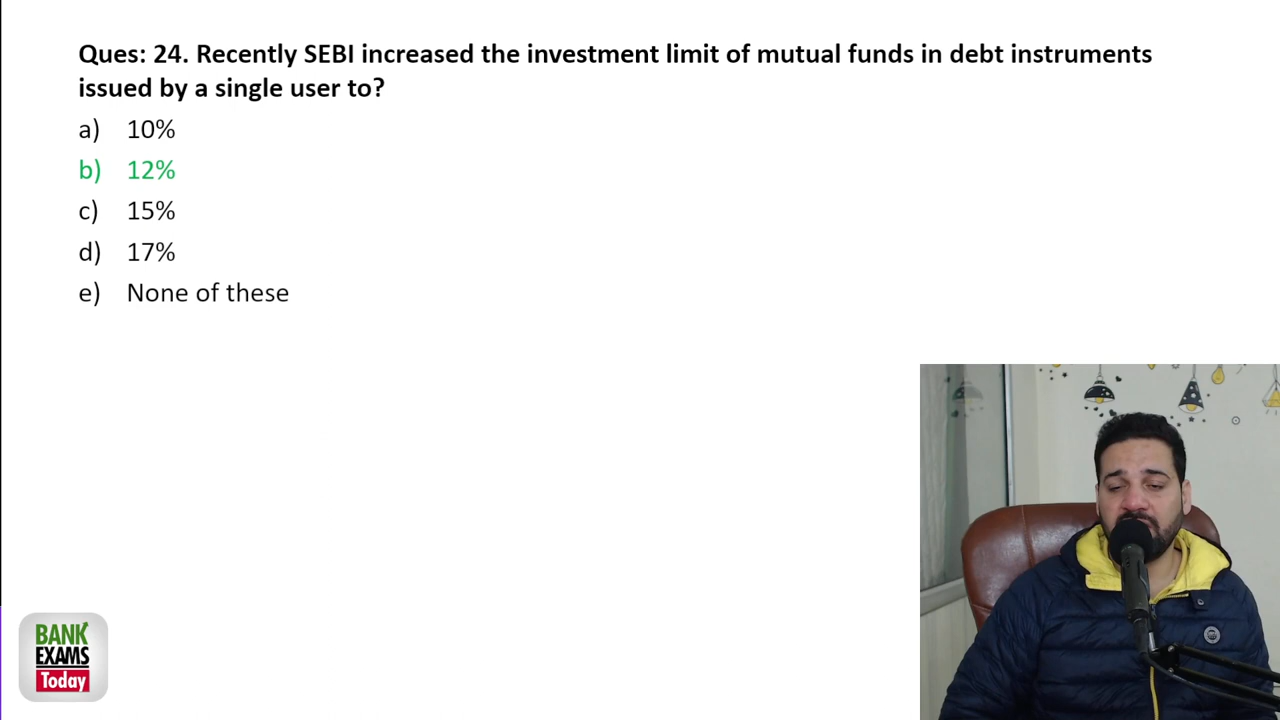 Ques: 24. Recently SEBI increased the investment limit of mutual funds in debt instruments
issued by a single user to?
a) 10%
b) 12%
c) 15%
d) 17%
e) None of these
BANK
EXAMS
Today